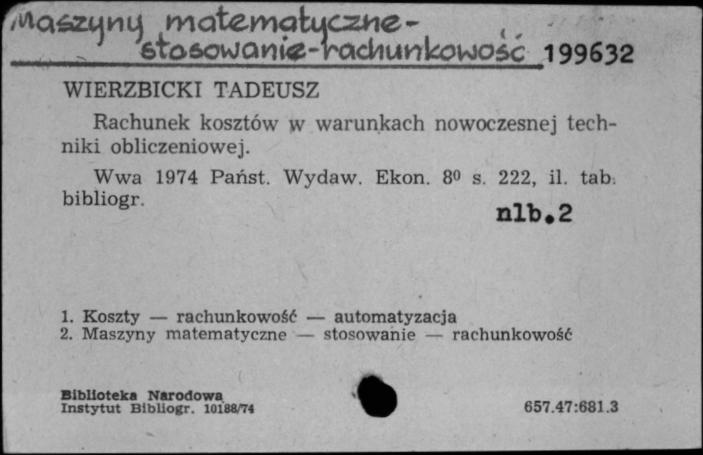 Maszyny matematyczne-
stosowanie-rachunkowość 199632
WIERZBICKI TADEUSZ
Rachunek kosztów w warunkach nowoczesnej tech-
niki obliczeniowej.
Wwa 1974 Państ. Wydaw. Ekon. 8⁰ s. 222, il. tab.
bibliogr.
nlb.2
1. Koszty — rachunkowość — automatyzacja
2. Maszyny matematyczne — stosowanie — rachunkowość
Biblioteka Narodowa
Instytut Bibliogr. 10188/74
657.47:681.3